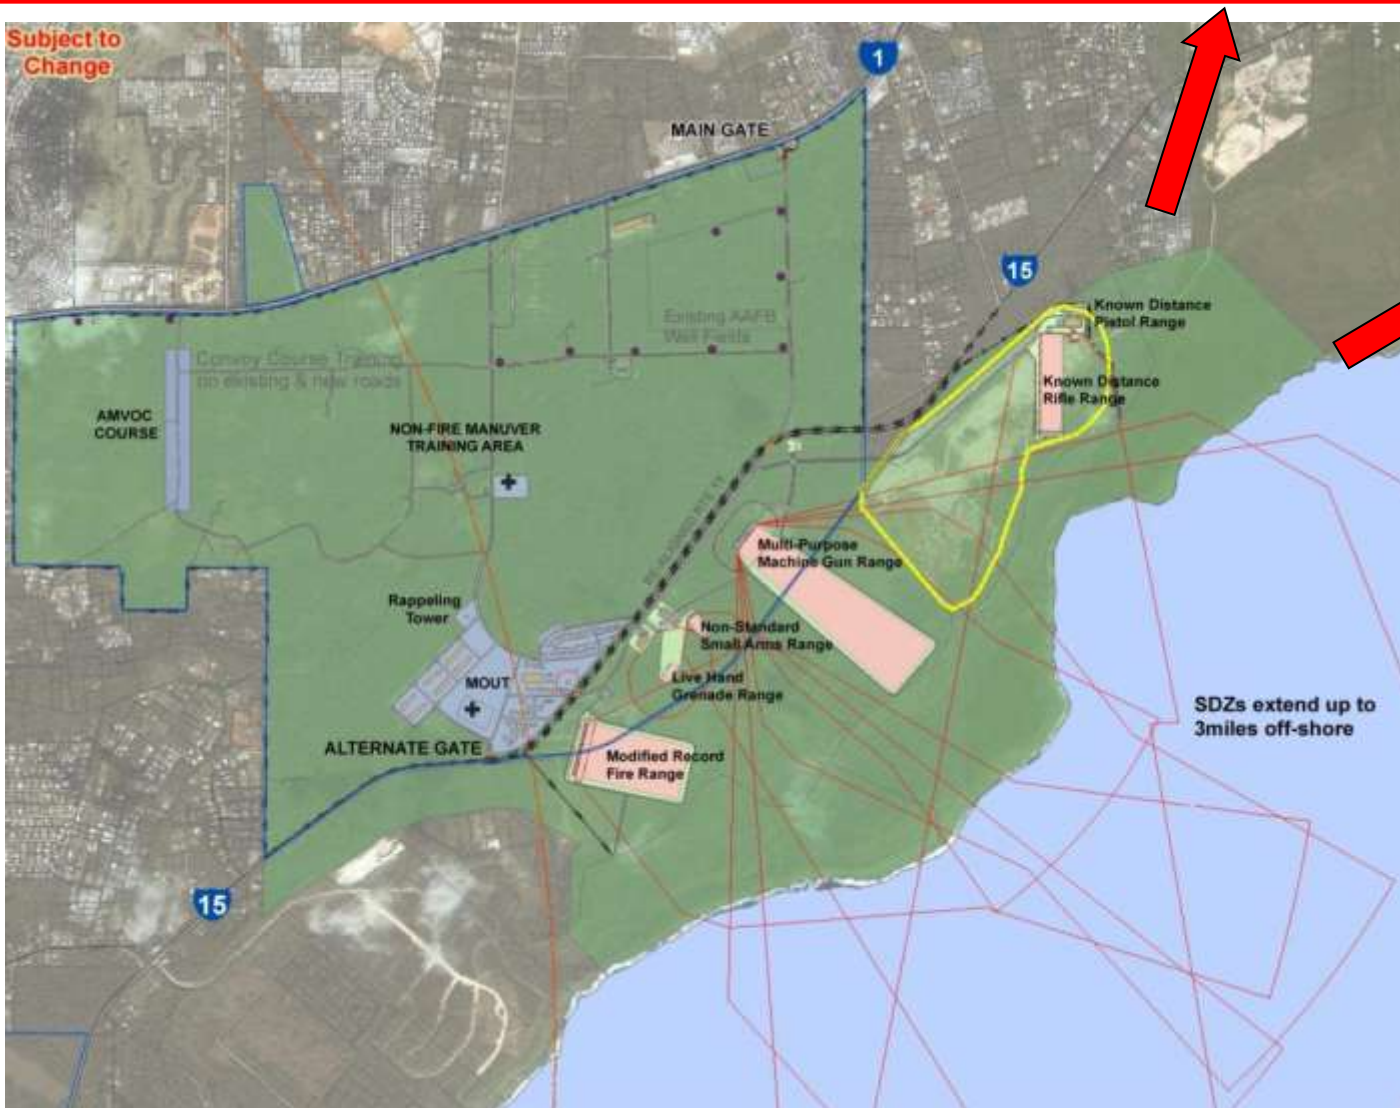 Subject to
Change
1
MAIN GATE
15
Known Distance
Pistol Range
Existing AAFB
Well Fields
Convoy Course Training
on existing & new roads
Known Distance
Rifle Range
AMVOC
COURSE
NON-FIRE MANUVER
TRAINING AREA
Multi-Purpose
Machine Gun Range
Rappeling
Tower
Non-Standard
Small Arms Range
MOUT
Live Hand
Grenade Range
SDZs extend up to
3miles off-shore
ALTERNATE GATE
Modified Record
Fire Range
15